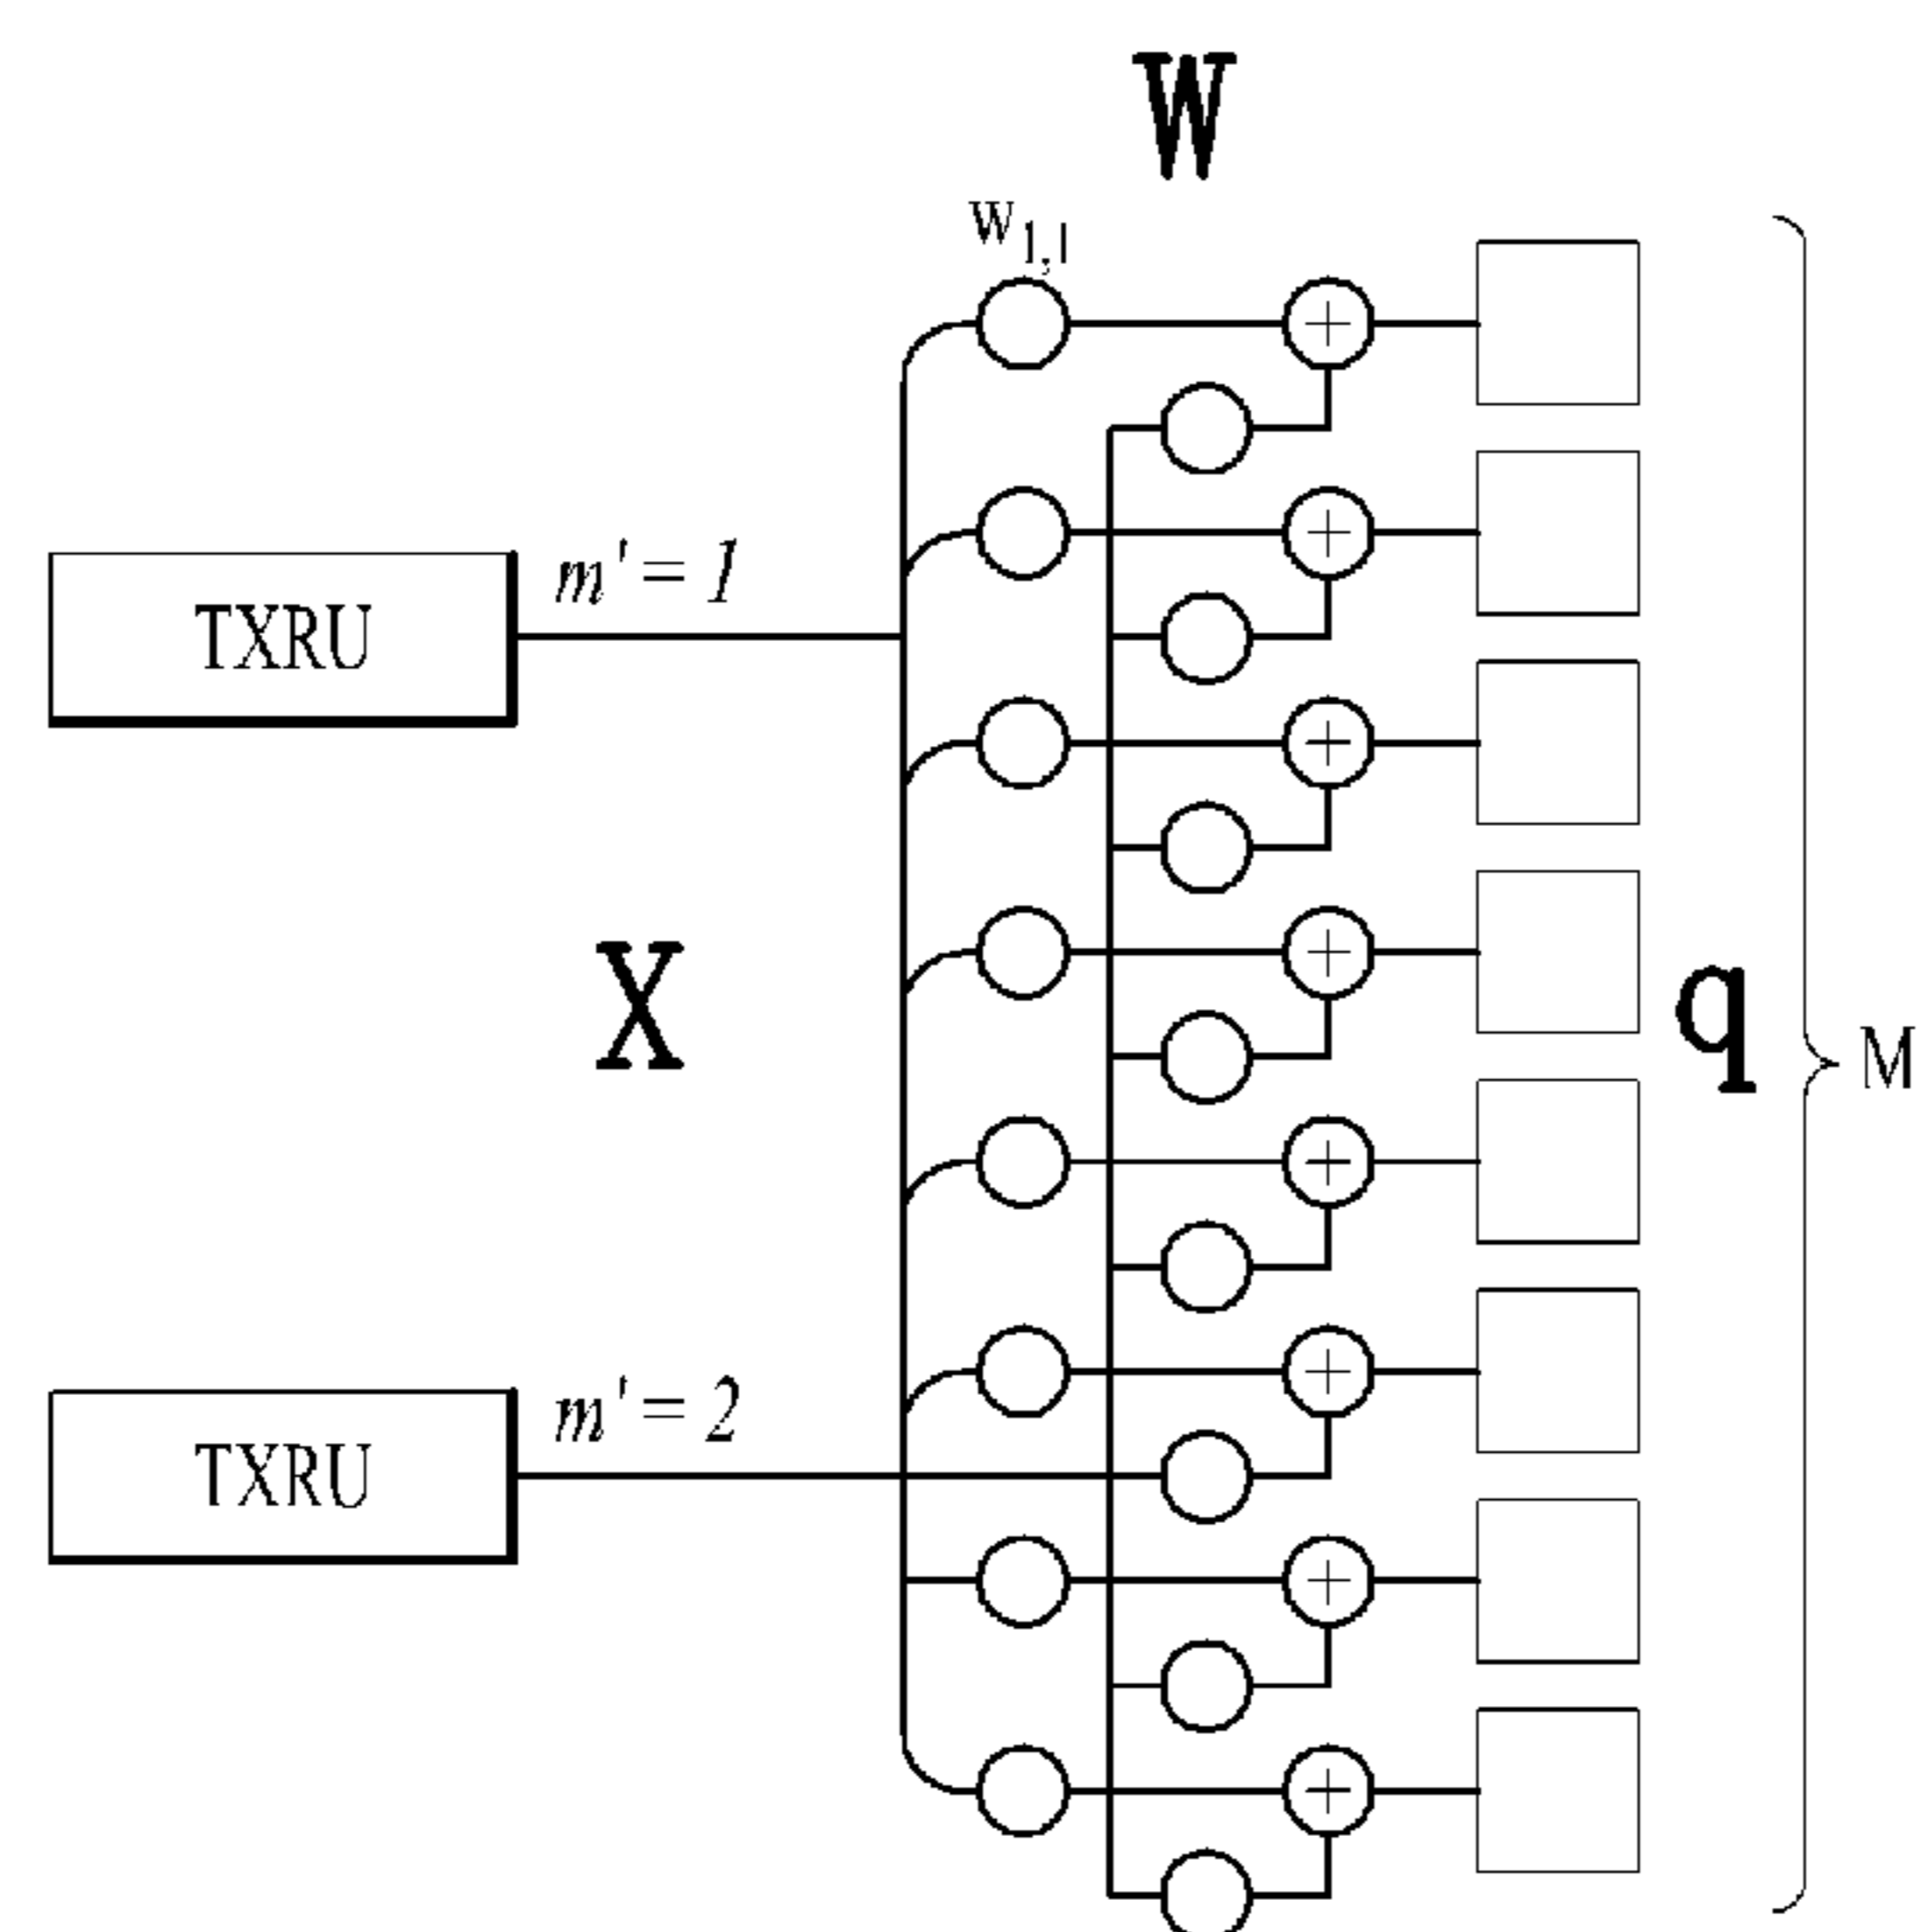 W
w1,1
m' = 1
TXRU
X
q
M
m' = 2
TXRU